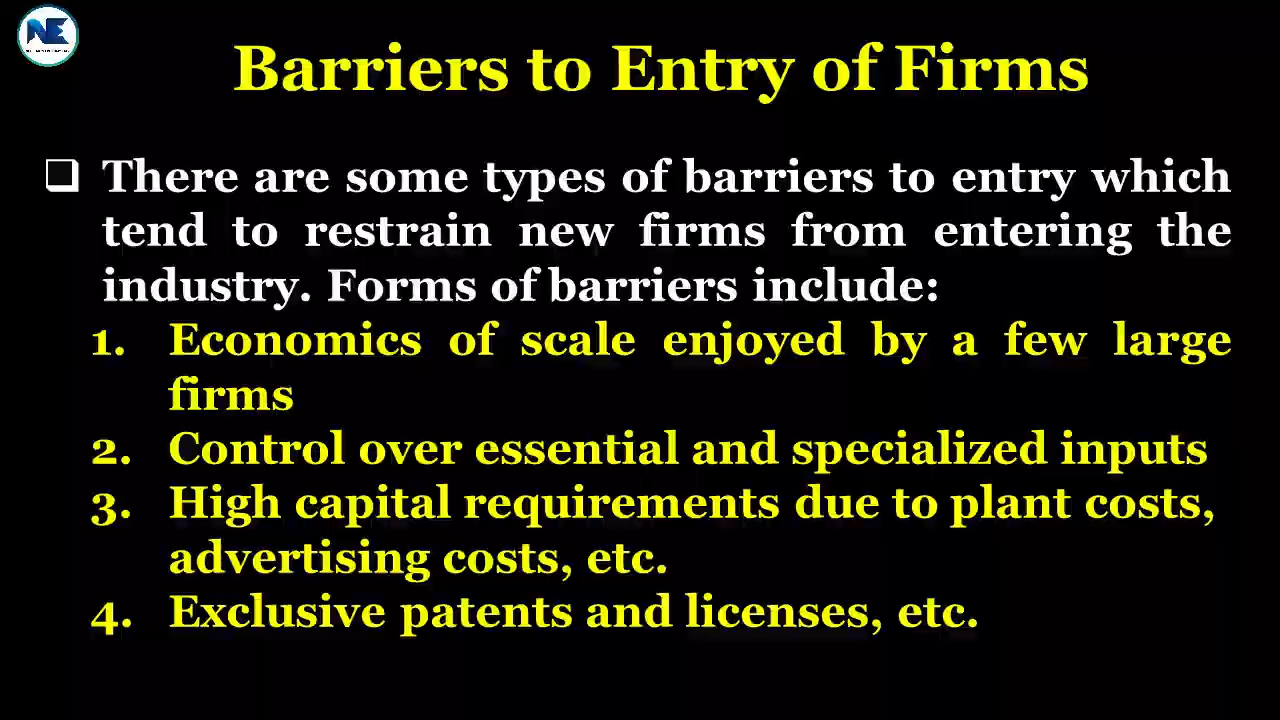 NE
Barriers to Entry of Firms
❑ There are some types of barriers to entry which
tend to restrain new firms from entering the
industry. Forms of barriers include:
1. Economics of scale enjoyed by a few large
firms
2. Control over essential and specialized inputs
3. High capital requirements due to plant costs,
advertising costs, etc.
4. Exclusive patents and licenses, etc.